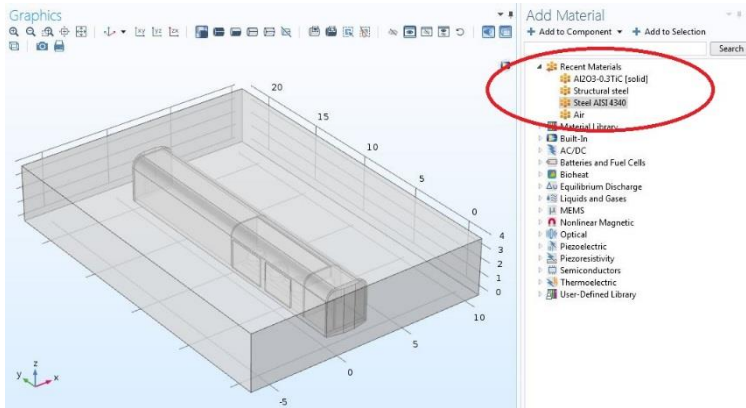 Graphics
Add Material
Add to Component
Add to Selection
Search
Recent Materials
Al2O3-0.3TiC [solid]
Structural steel
Steel AISI 4340
Air
Material Library
Built-In
AC/DC
Batteries and Fuel Cells
Bioheat
Equilibrium Discharge
Liquids and Gases
MEMS
Nonlinear Magnetic
Optical
Piezoelectric
Piezoresistivity
Semiconductors
Thermoelectric
User-Defined Library
20
15
10
5
0
4
3
2
1
0
10
5
0
-5
z
y
x